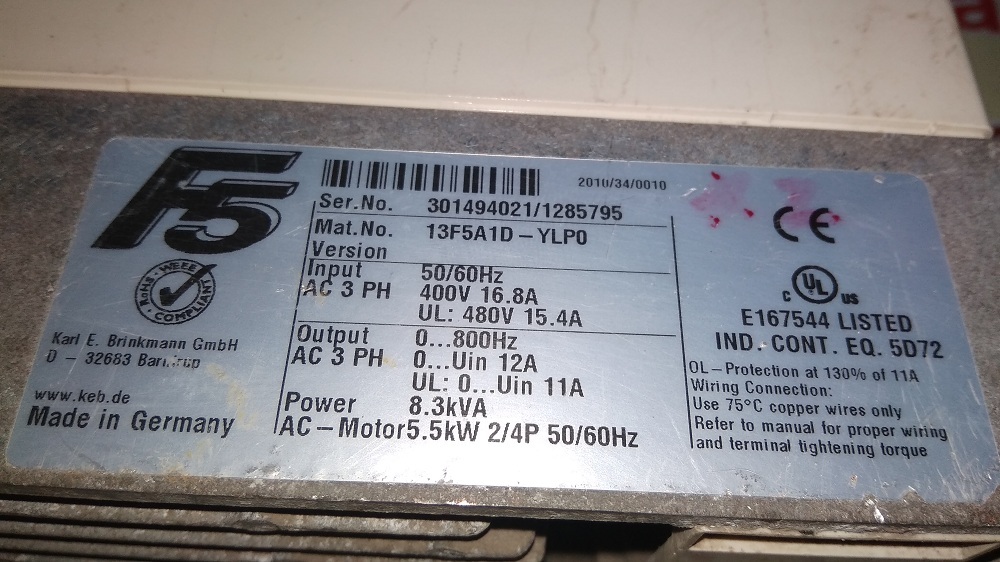 F5
2010/34/0010
Ser.No. 301494021/1285795
Mat.No. 13F5A1D-YLP0
Version
Input 50/60Hz
AC 3 PH 400V 16.8A
UL: 480V 15.4A
Output 0...800Hz
AC 3 PH 0...Uin 12A
UL: 0...Uin 11A
Power 8.3kVA
AC-Motor 5.5kW 2/4P 50/60Hz
RoHS · WEEE
COMPLIANT
Karl E. Brinkmann GmbH
D - 32683
www.keb.de
Made in Germany
CE
c UL us
E167544 LISTED
IND. CONT. EQ. 5D72
OL-Protection at 130% of 11A
Wiring Connection:
Use 75°C copper wires only
Refer to manual for proper wiring
and terminal tightening torque